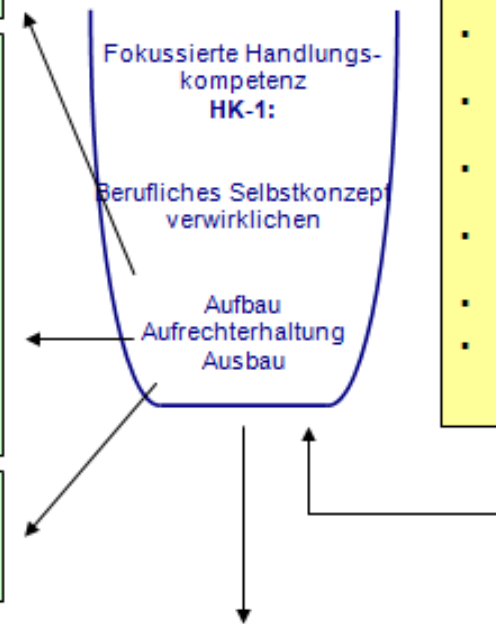 Fokussierte Handlungs-
kompetenz
HK-1:
Berufliches Selbstkonzept
verwirklichen
Aufbau
Aufrechterhaltung
Ausbau